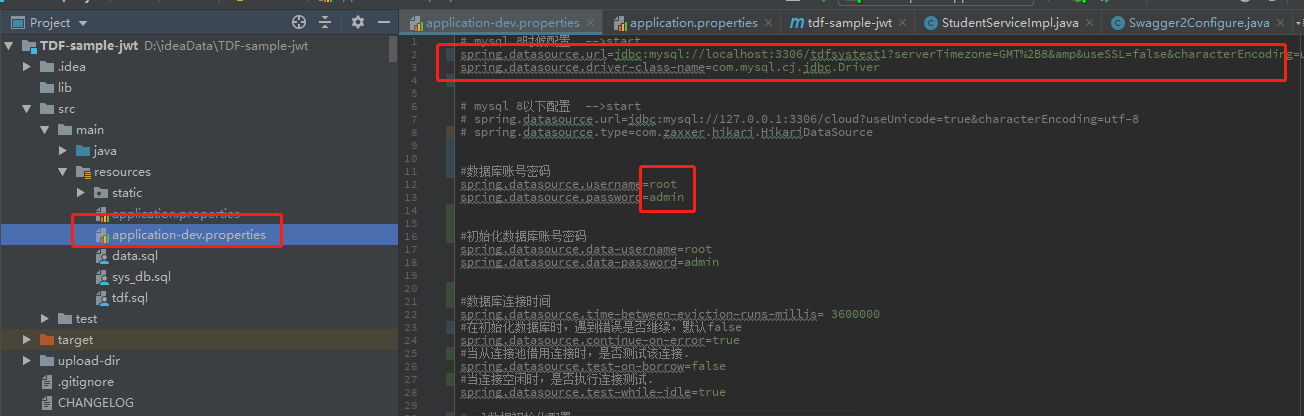 Project
application-dev.properties
application.properties
tdf-sample-jwt
StudentServiceImpl.java
Swagger2Configure.java
TDF-sample-jwt D:\ideaData\TDF-sample-jwt
.idea
lib
src
main
java
resources
static
application.properties
application-dev.properties
data.sql
sys_db.sql
tdf.sql
test
target
upload-dir
.gitignore
CHANGELOG
1 # mysql 8时候配置 -->start
2 spring.datasource.url=jdbc:mysql://localhost:3306/tdfsystest1?serverTimezone=GMT%2B8&amp&useSSL=false&characterEncoding=u
3 spring.datasource.driver-class-name=com.mysql.cj.jdbc.Driver
4
5
6 # mysql 8以下配置 -->start
7 # spring.datasource.url=jdbc:mysql://127.0.0.1:3306/cloud?useUnicode=true&characterEncoding=utf-8
8 # spring.datasource.type=com.zaxxer.hikari.HikariDataSource
9
10
11 #数据库账号密码
12 spring.datasource.username=root
13 spring.datasource.password=admin
14
15
16 #初始化数据库账号密码
17 spring.datasource.data-username=root
18 spring.datasource.data-password=admin
19
20
21 #数据库连接时间
22 spring.datasource.time-between-eviction-runs-millis= 3600000
23 #在初始化数据库时，遇到错误是否继续，默认false
24 spring.datasource.continue-on-error=true
25 #当从连接池借用连接时，是否测试该连接.
26 spring.datasource.test-on-borrow=false
27 #当连接空闲时，是否执行连接测试.
28 spring.datasource.test-while-idle=true
29